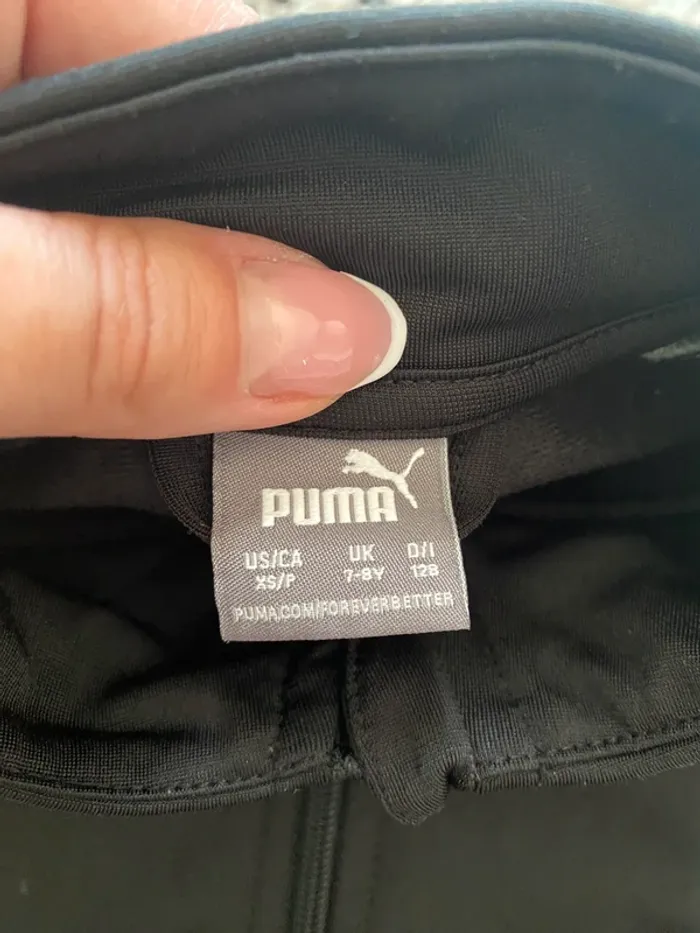 PUMA
US/CA UK D/I
XS/P 7-8Y 128
PUMA.COM/FOREVERBETTER